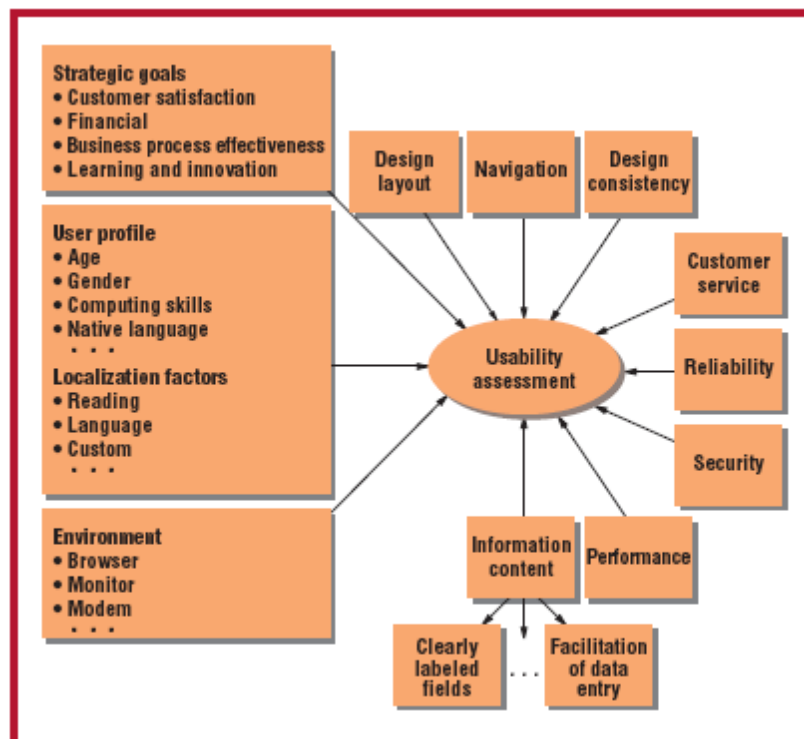 Strategic goals
• Customer satisfaction
• Financial
• Business process effectiveness
• Learning and innovation
User profile
• Age
• Gender
• Computing skills
• Native language
. . .
Localization factors
• Reading
• Language
• Custom
. . .
Environment
• Browser
• Monitor
• Modem
. . .
Design
layout
Navigation
Design
consistency
Customer
service
Reliability
Security
Usability
assessment
Information
content
Performance
Clearly
labeled
fields
. . .
Facilitation
of data
entry